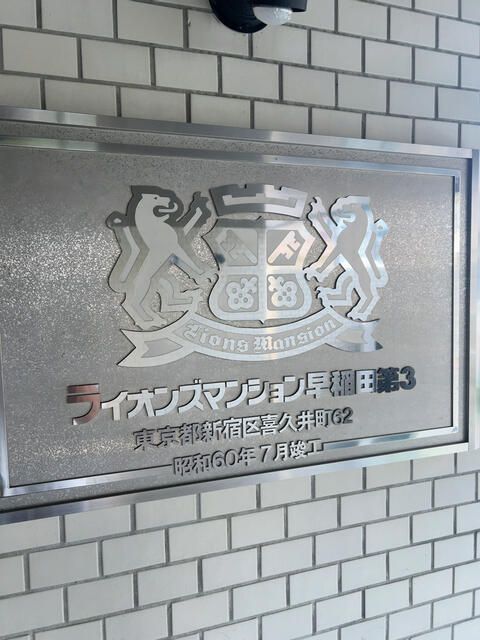 Lions Mansion
ライオンズマンション早稲田第3
東京都新宿区喜久井町62
昭和60年7月竣工